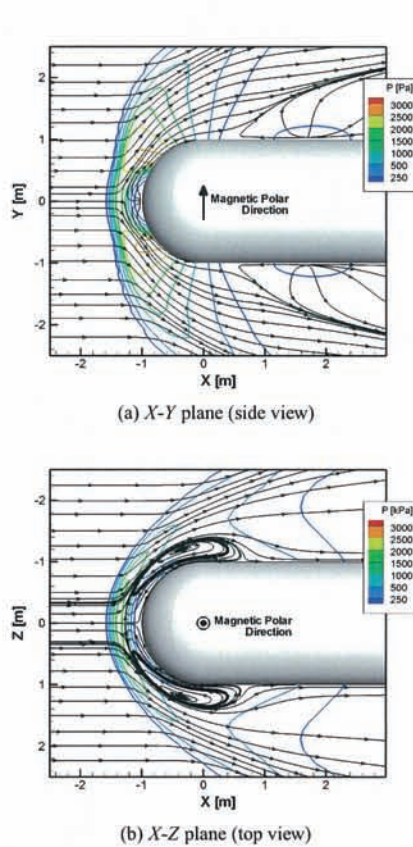 2
1
0
-1
-2
Y [m]
P [Pa]
3000
2500
2000
1500
1000
500
250
Magnetic Polar
Direction
-2 -1 0 1 2
X [m]
(a) X-Y plane (side view)
-2
-1
0
1
2
Z [m]
P [kPa]
3000
2500
2000
1500
1000
500
250
Magnetic Polar
Direction
-2 -1 0 1 2
X [m]
(b) X-Z plane (top view)